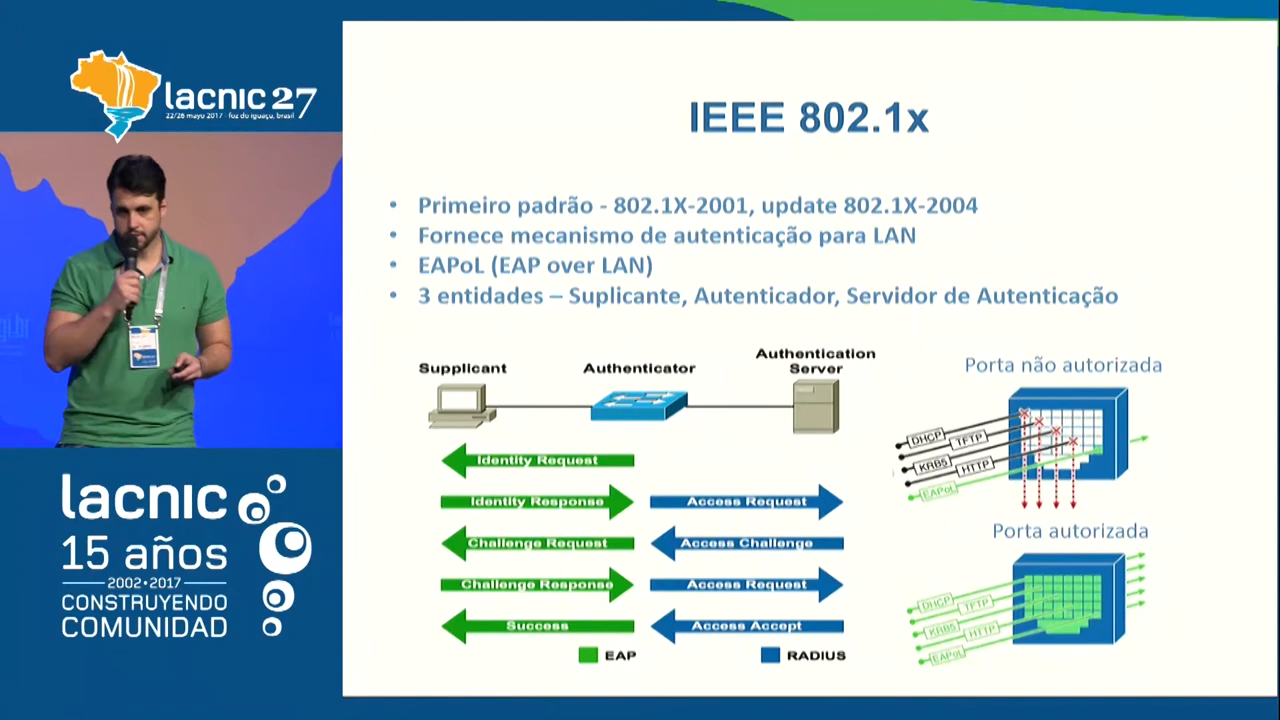 lacnic 27
22/26 mayo 2017 - foz do iguaçu, brasil
gi.br
lacnic
15 años
2002•2017
CONSTRUYENDO
COMUNIDAD
IEEE 802.1x
• Primeiro padrão - 802.1X-2001, update 802.1X-2004
• Fornece mecanismo de autenticação para LAN
• EAPoL (EAP over LAN)
• 3 entidades – Suplicante, Autenticador, Servidor de Autenticação
Supplicant
Authenticator
Authentication
Server
Identity Request
Identity Response
Access Request
Challenge Request
Access Challenge
Challenge Response
Access Request
Success
Access Accept
EAP
RADIUS
Porta não autorizada
DHCP
TFTP
KRB5
HTTP
EAPoL
Porta autorizada
DHCP
TFTP
KRB5
HTTP
EAPoL